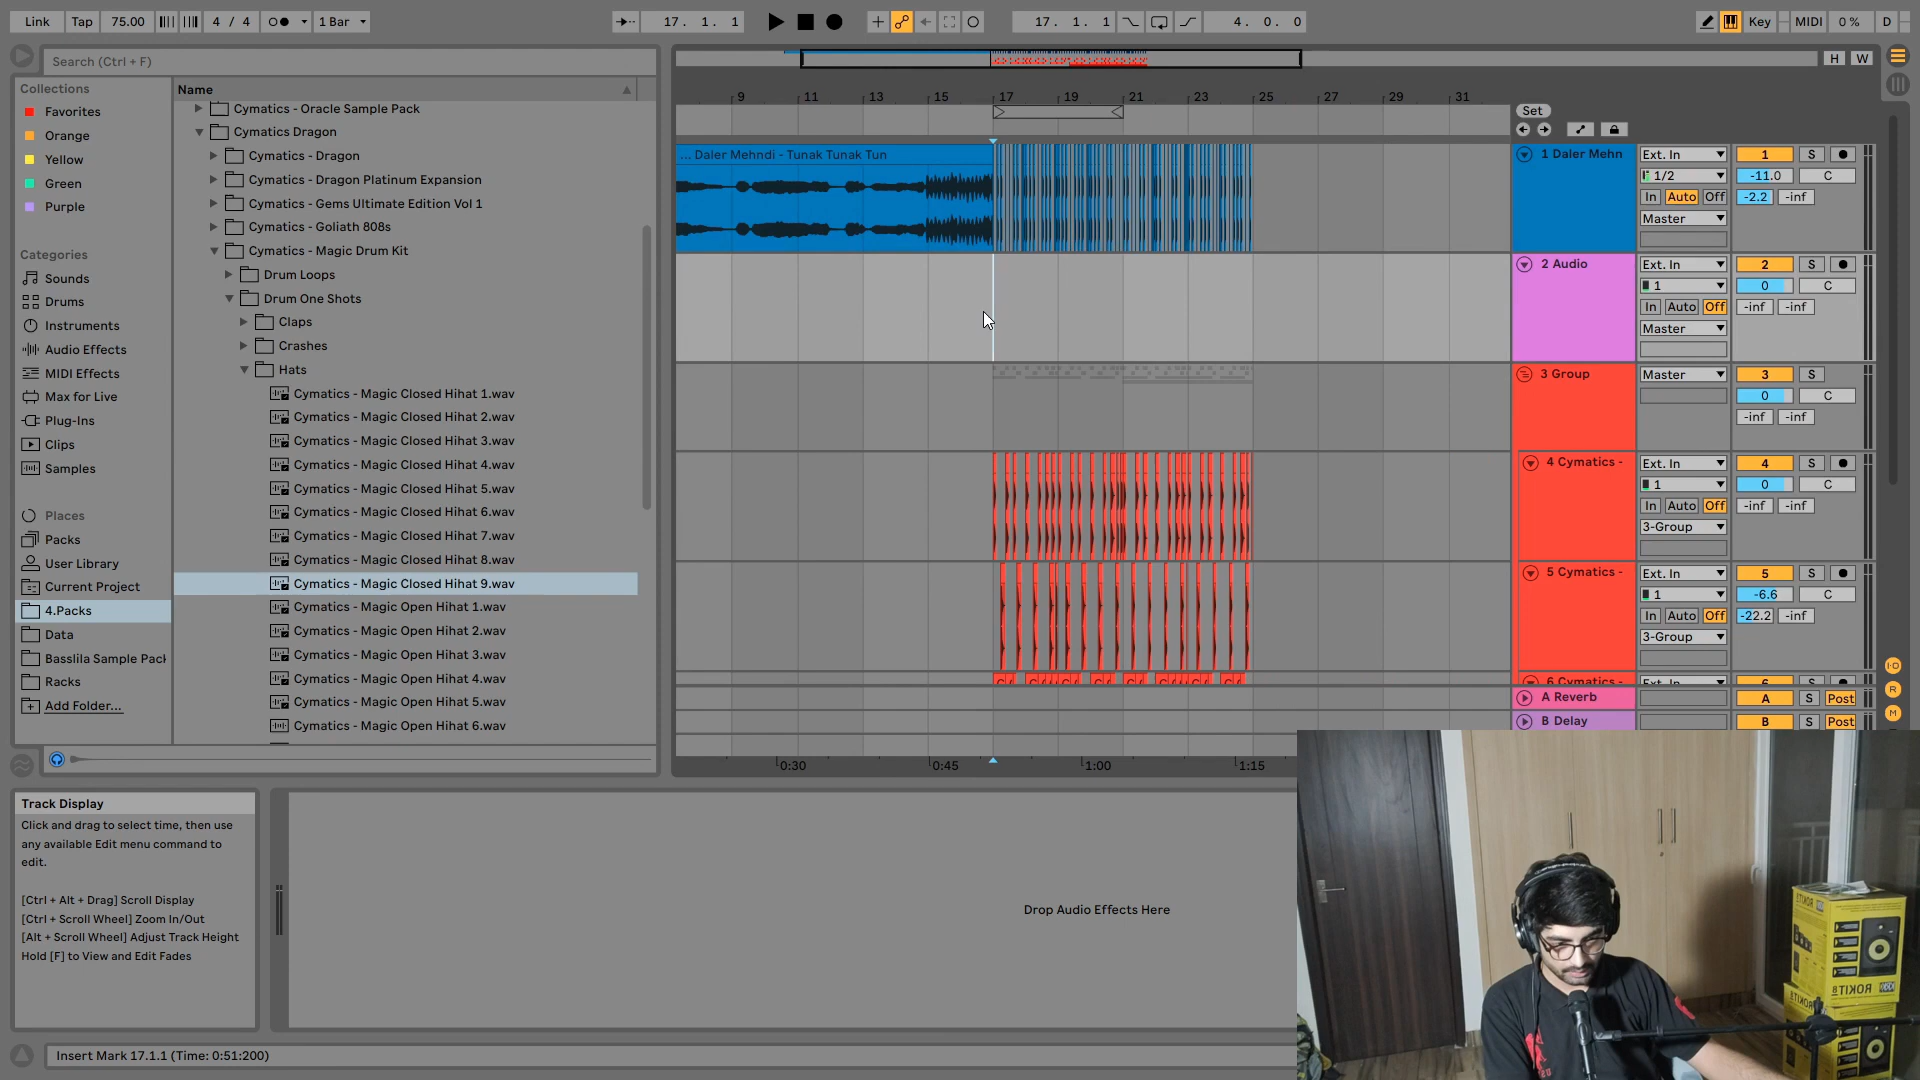 Link Tap 75.00 4 / 4 1 Bar 17. 1. 1 17. 1. 1 4. 0. 0 Key MIDI 0 % D
Search (Ctrl + F)
H W
Collections
Favorites
Orange
Yellow
Green
Purple
Categories
Sounds
Drums
Instruments
Audio Effects
MIDI Effects
Max for Live
Plug-Ins
Clips
Samples
Places
Packs
User Library
Current Project
4.Packs
Data
Basslila Sample Pack
Racks
Add Folder...
Name
Cymatics - Oracle Sample Pack
Cymatics Dragon
Cymatics - Dragon
Cymatics - Dragon Platinum Expansion
Cymatics - Gems Ultimate Edition Vol 1
Cymatics - Goliath 808s
Cymatics - Magic Drum Kit
Drum Loops
Drum One Shots
Claps
Crashes
Hats
Cymatics - Magic Closed Hihat 1.wav
Cymatics - Magic Closed Hihat 2.wav
Cymatics - Magic Closed Hihat 3.wav
Cymatics - Magic Closed Hihat 4.wav
Cymatics - Magic Closed Hihat 5.wav
Cymatics - Magic Closed Hihat 6.wav
Cymatics - Magic Closed Hihat 7.wav
Cymatics - Magic Closed Hihat 8.wav
Cymatics - Magic Closed Hihat 9.wav
Cymatics - Magic Open Hihat 1.wav
Cymatics - Magic Open Hihat 2.wav
Cymatics - Magic Open Hihat 3.wav
Cymatics - Magic Open Hihat 4.wav
Cymatics - Magic Open Hihat 5.wav
Cymatics - Magic Open Hihat 6.wav
9 11 13 15 17 19 21 23 25 27 29 31
Set
... Daler Mehndi - Tunak Tunak Tun
1 Daler Mehn Ext. In 1 S
1/2 -11.0 C
In Auto Off -2.2 -inf
Master
2 Audio Ext. In 2 S
1 0 C
In Auto Off -inf -inf
Master
3 Group Master 3 S
0 C
-inf -inf
4 Cymatics - Ext. In 4 S
1 0 C
In Auto Off -inf -inf
3-Group
5 Cymatics - Ext. In 5 S
1 -6.6 C
In Auto Off -22.2 -inf
3-Group
6 Cymatics - Ext. In 6 S
A Reverb A S Post
B Delay B S Post
I·O
R
M
0:30 0:45 1:00 1:15
Track Display
Click and drag to select time, then use
any available Edit menu command to
edit.
[Ctrl + Alt + Drag] Scroll Display
[Ctrl + Scroll Wheel] Zoom In/Out
[Alt + Scroll Wheel] Adjust Track Height
Hold [F] to View and Edit Fades
Drop Audio Effects Here
Insert Mark 17.1.1 (Time: 0:51:200)
ROKIT8
ROKIT8